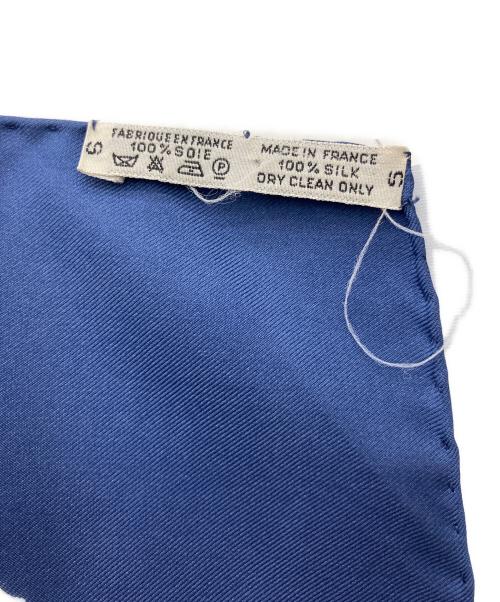 FABRIQUE EN FRANCE
100% SOIE
MADE IN FRANCE
100% SILK
DRY CLEAN ONLY
S
S
P